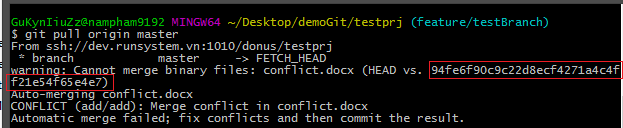 GuKynIiuZz@nampham9192 MINGW64 ~/Desktop/demoGit/testprj (feature/testBranch)
$ git pull origin master
From ssh://dev.runsystem.vn:1010/donus/testprj
 * branch            master     -> FETCH_HEAD
warning: Cannot merge binary files: conflict.docx (HEAD vs. 94fe6f90c9c22d8ecf4271a4c4f
f21e54f65e4e7)
Auto-merging conflict.docx
CONFLICT (add/add): Merge conflict in conflict.docx
Automatic merge failed; fix conflicts and then commit the result.